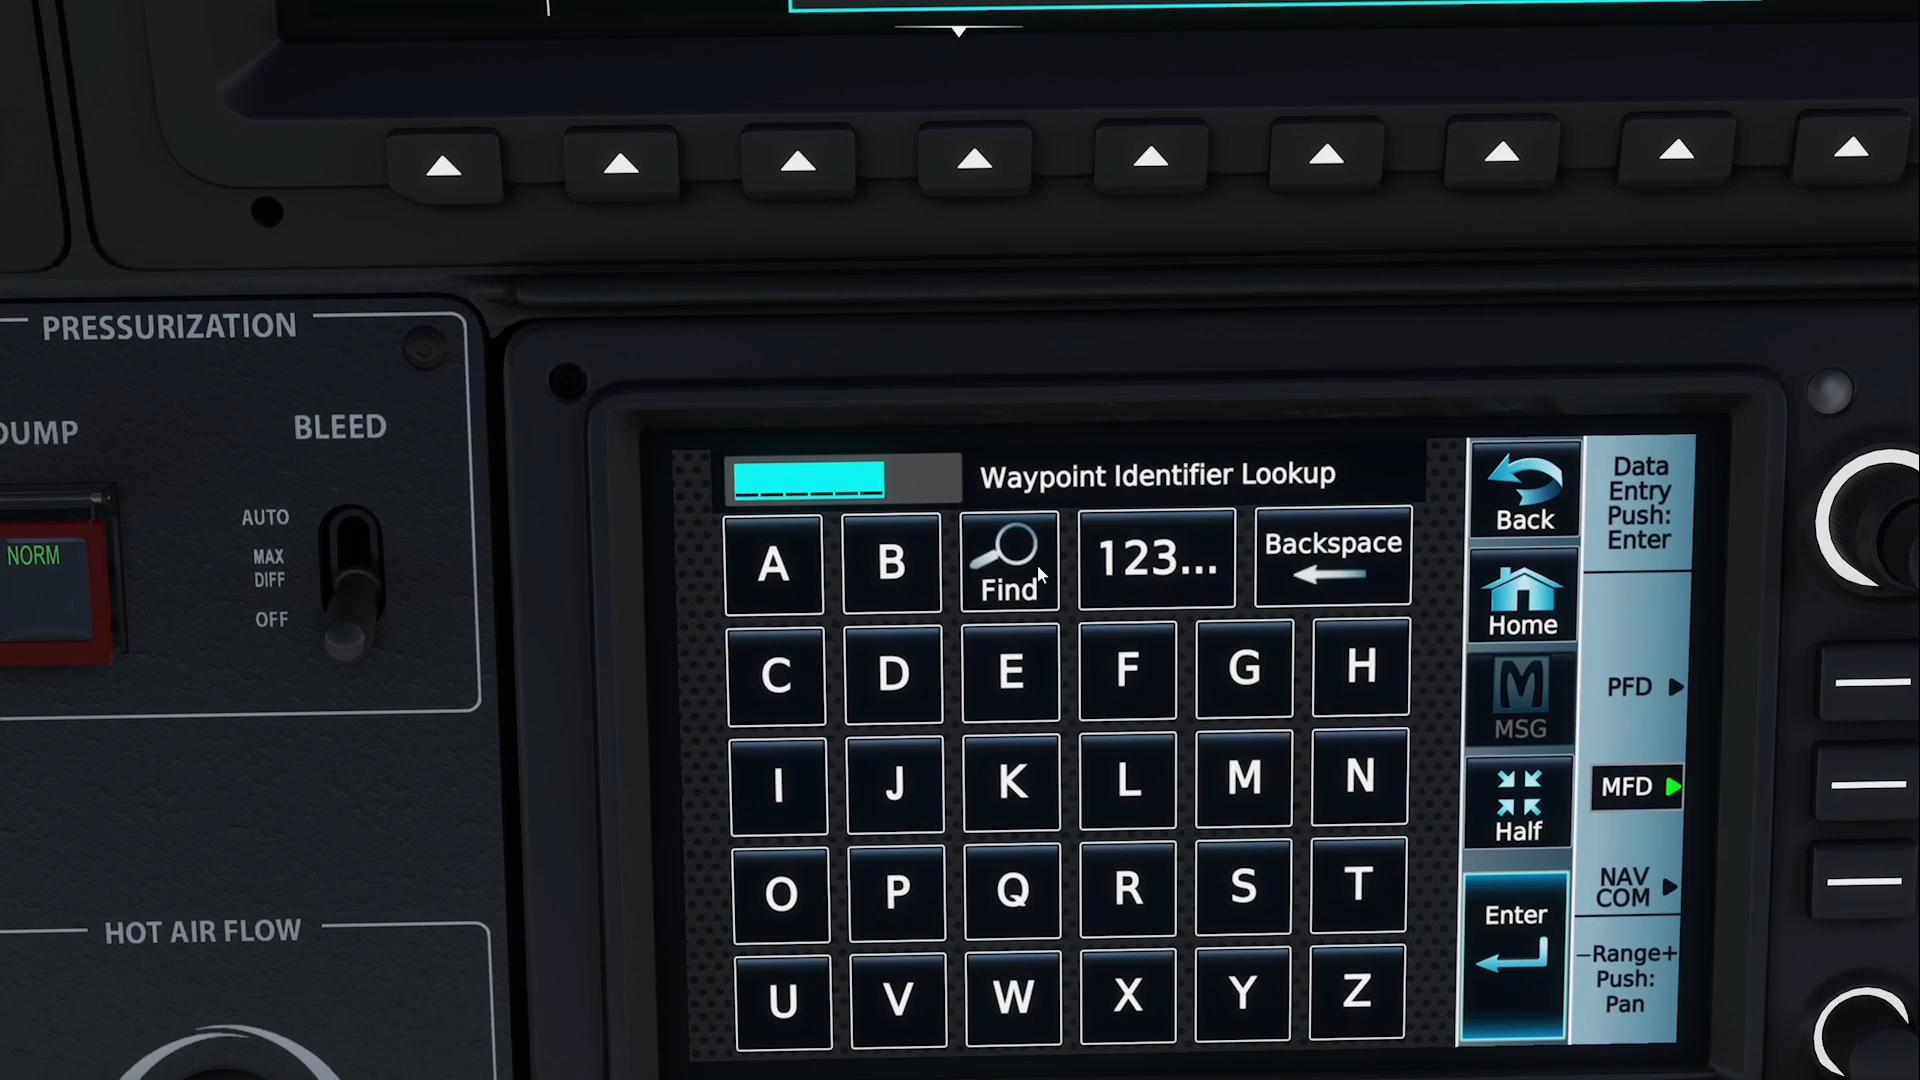 PRESSURIZATION
DUMP
BLEED
AUTO
MAX
DIFF
OFF
NORM
HOT AIR FLOW
Waypoint Identifier Lookup
A
B
Find
123...
Backspace
C
D
E
F
G
H
I
J
K
L
M
N
O
P
Q
R
S
T
U
V
W
X
Y
Z
Back
Home
MSG
Half
Enter
Data
Entry
Push:
Enter
PFD
MFD
NAV
COM
−Range+
Push:
Pan